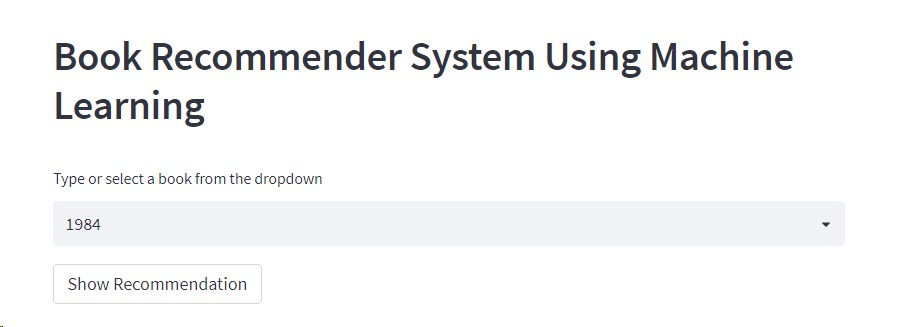 Book Recommender System Using Machine
Learning
Type or select a book from the dropdown
1984
Show Recommendation